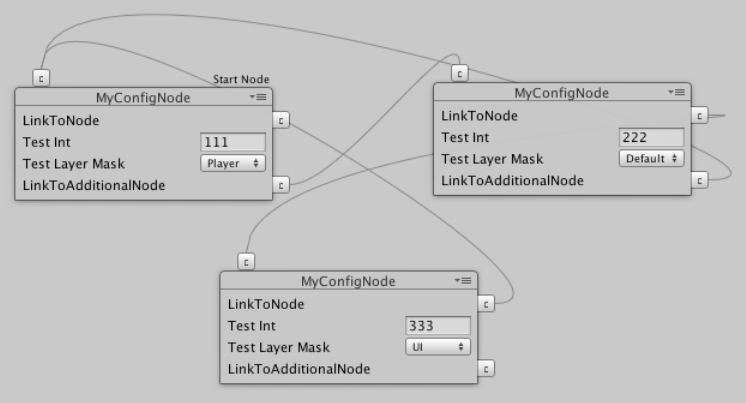 c
Start Node
MyConfigNode
LinkToNode
c
Test Int
111
Test Layer Mask
Player
LinkToAdditionalNode
c
c
MyConfigNode
LinkToNode
c
Test Int
222
Test Layer Mask
Default
LinkToAdditionalNode
c
c
MyConfigNode
LinkToNode
c
Test Int
333
Test Layer Mask
UI
LinkToAdditionalNode
c